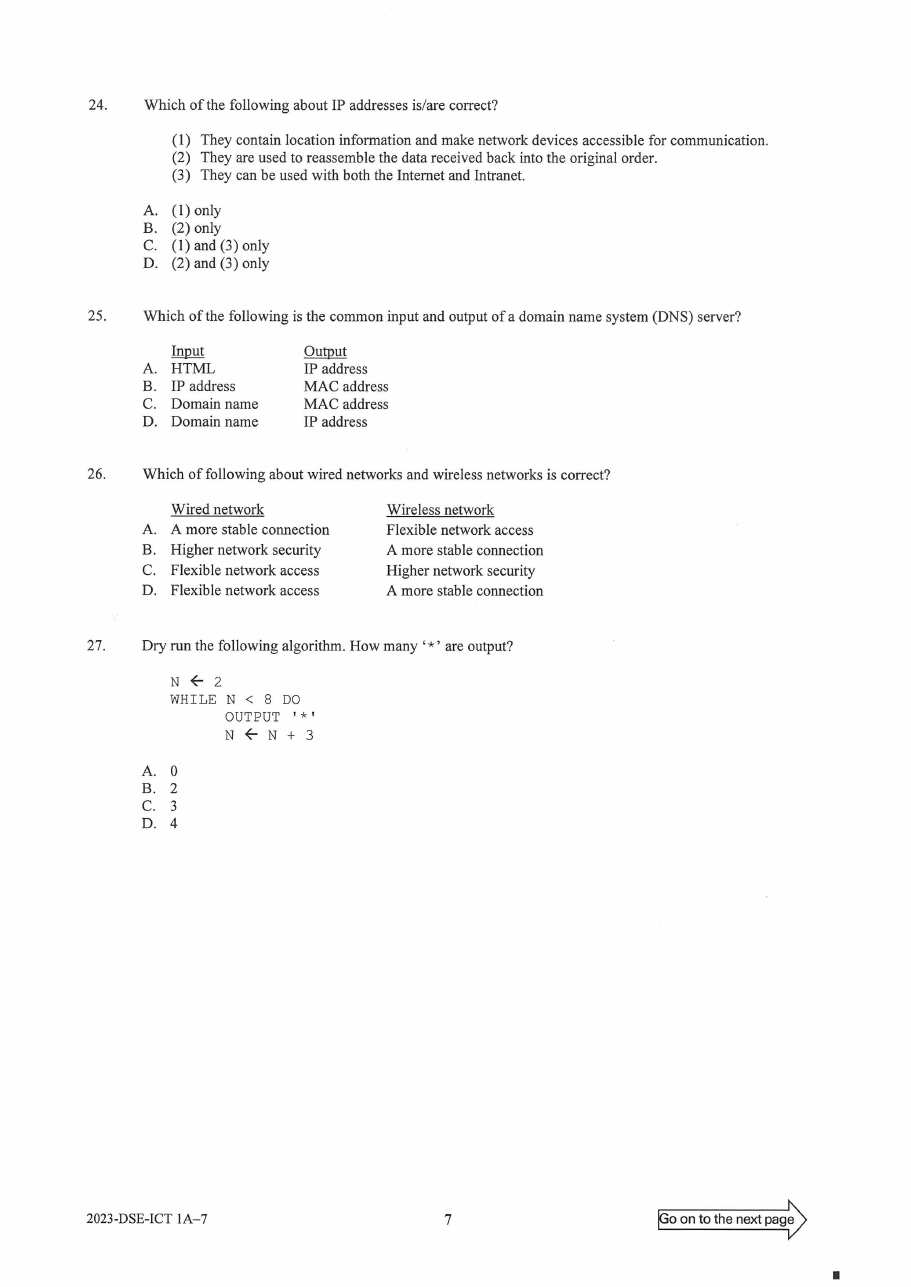 24. Which of the following about IP addresses is/are correct?
(1) They contain location information and make network devices accessible for communication.
(2) They are used to reassemble the data received back into the original order.
(3) They can be used with both the Internet and Intranet.
A. (1) only
B. (2) only
C. (1) and (3) only
D. (2) and (3) only
25. Which of the following is the common input and output of a domain name system (DNS) server?
Input Output
A. HTML IP address
B. IP address MAC address
C. Domain name MAC address
D. Domain name IP address
26. Which of following about wired networks and wireless networks is correct?
Wired network Wireless network
A. A more stable connection Flexible network access
B. Higher network security A more stable connection
C. Flexible network access Higher network security
D. Flexible network access A more stable connection
27. Dry run the following algorithm. How many ‘*’ are output?
N ← 2
WHILE N < 8 DO
OUTPUT '*'
N ← N + 3
A. 0
B. 2
C. 3
D. 4
2023-DSE-ICT 1A–7 7 Go on to the next page